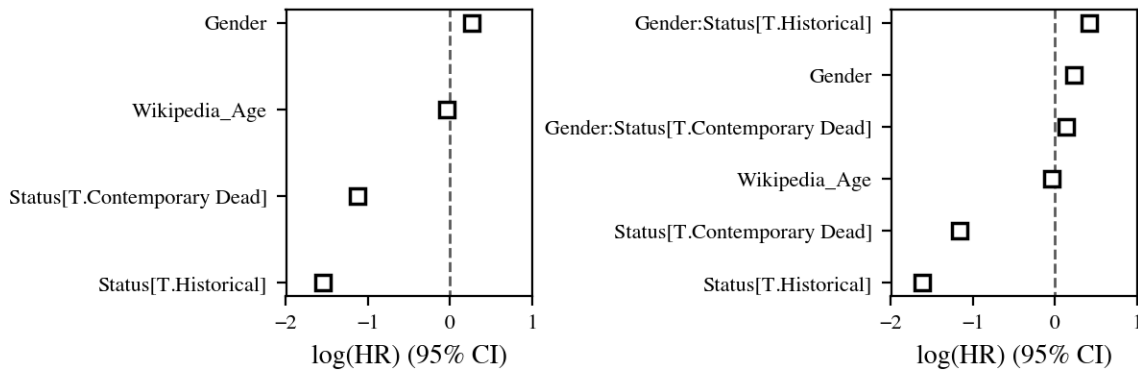 Gender
Wikipedia_Age
Status[T.Contemporary Dead]
Status[T.Historical]
−2 −1 0 1
log(HR) (95% CI)
Gender:Status[T.Historical]
Gender
Gender:Status[T.Contemporary Dead]
Wikipedia_Age
Status[T.Contemporary Dead]
Status[T.Historical]
−2 −1 0 1
log(HR) (95% CI)